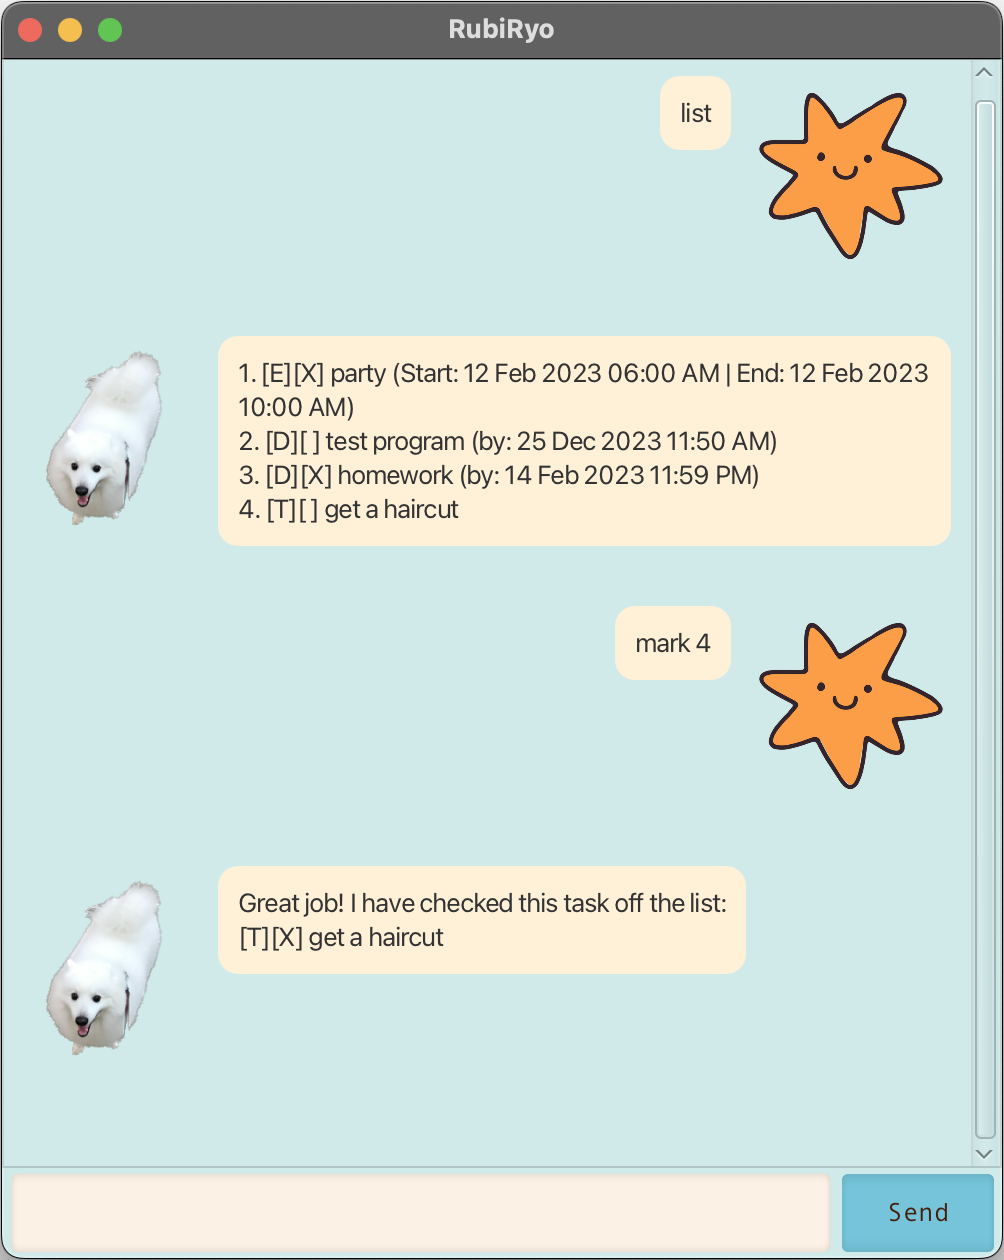 RubiRyo
list
1. [E][X] party (Start: 12 Feb 2023 06:00 AM | End: 12 Feb 2023
10:00 AM)
2. [D][ ] test program (by: 25 Dec 2023 11:50 AM)
3. [D][X] homework (by: 14 Feb 2023 11:59 PM)
4. [T][ ] get a haircut
mark 4
Great job! I have checked this task off the list:
[T][X] get a haircut
Send